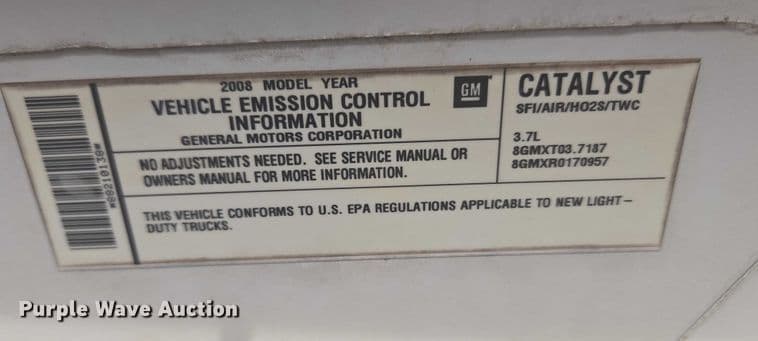 2008 MODEL YEAR
VEHICLE EMISSION CONTROL
INFORMATION
GENERAL MOTORS CORPORATION
GM
NO ADJUSTMENTS NEEDED. SEE SERVICE MANUAL OR
OWNERS MANUAL FOR MORE INFORMATION.
CATALYST
SFI/AIR/HO2S/TWC
3.7L
8GMXT03.7187
8GMXR0170957
THIS VEHICLE CONFORMS TO U.S. EPA REGULATIONS APPLICABLE TO NEW LIGHT-
DUTY TRUCKS.
*89210138*
Purple Wave Auction